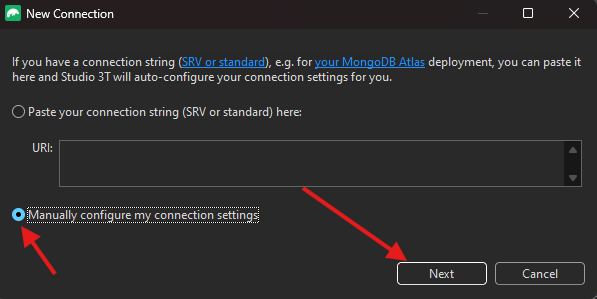 New Connection
If you have a connection string (SRV or standard), e.g. for your MongoDB Atlas deployment, you can paste it
here and Studio 3T will auto-configure your connection settings for you.
Paste your connection string (SRV or standard) here:
URI:
Manually configure my connection settings
Next
Cancel